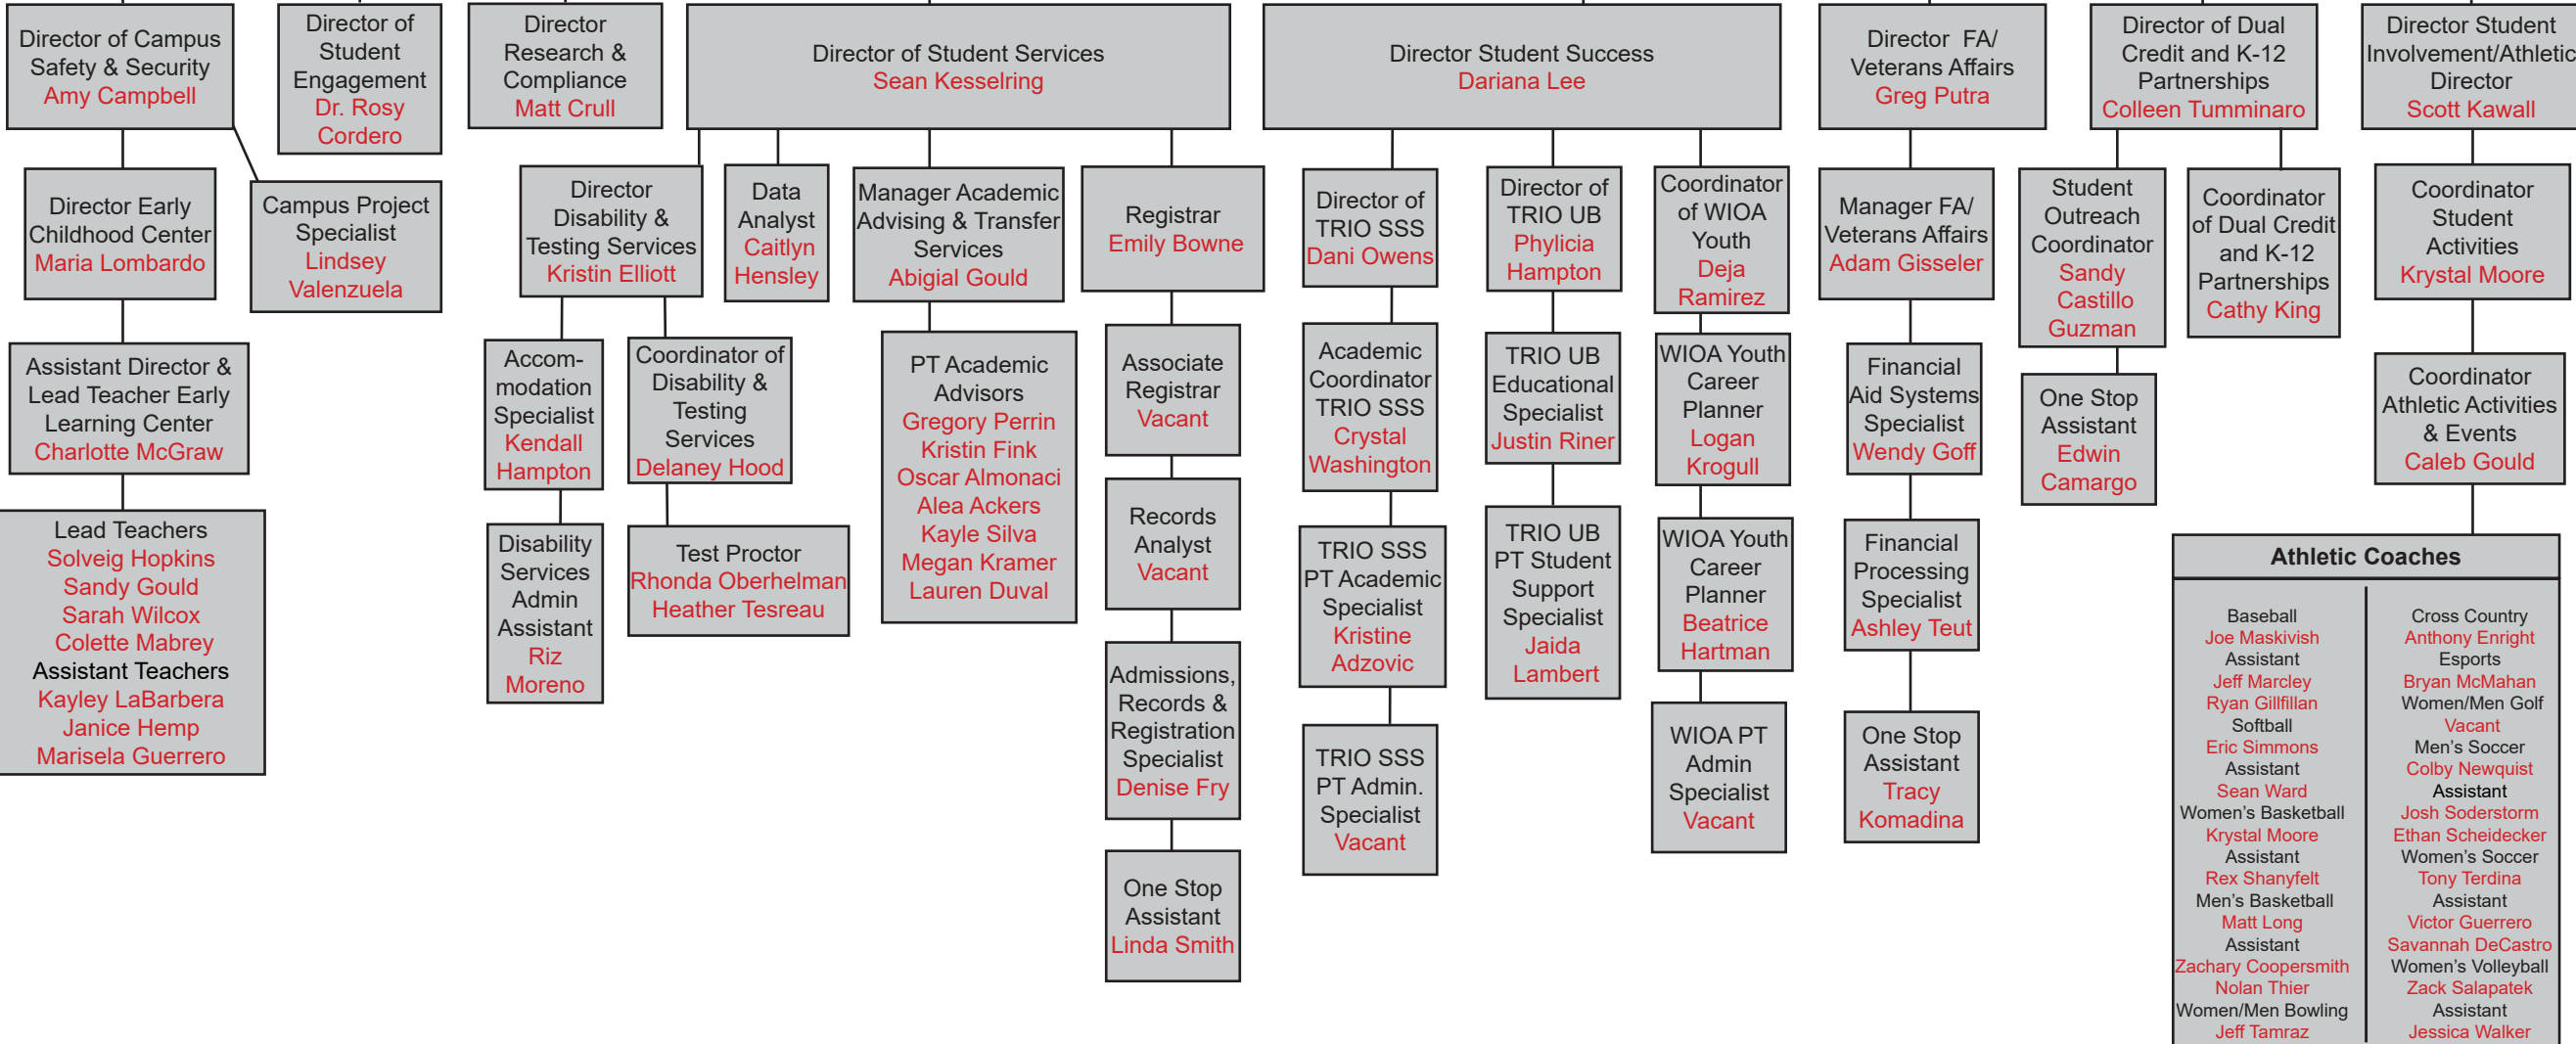 Director of Campus
Safety & Security
Amy Campbell
Director of
Student
Engagement
Dr. Rosy
Cordero
Director
Research &
Compliance
Matt Crull
Director of Student Services
Sean Kesselring
Director Student Success
Dariana Lee
Director FA/
Veterans Affairs
Greg Putra
Director of Dual
Credit and K-12
Partnerships
Colleen Tumminaro
Director Student
Involvement/Athletic
Director
Scott Kawall
Director Early
Childhood Center
Maria Lombardo
Campus Project
Specialist
Lindsey
Valenzuela
Director
Disability &
Testing Services
Kristin Elliott
Data
Analyst
Caitlyn
Hensley
Manager Academic
Advising & Transfer
Services
Abigial Gould
Registrar
Emily Bowne
Director of
TRIO SSS
Dani Owens
Director of
TRIO UB
Phylicia
Hampton
Coordinator
of WIOA
Youth
Deja
Ramirez
Manager FA/
Veterans Affairs
Adam Gisseler
Student
Outreach
Coordinator
Sandy
Castillo
Guzman
Coordinator
of Dual Credit
and K-12
Partnerships
Cathy King
Coordinator
Student
Activities
Krystal Moore
Assistant Director &
Lead Teacher Early
Learning Center
Charlotte McGraw
Accom-
modation
Specialist
Kendall
Hampton
Coordinator of
Disability &
Testing
Services
Delaney Hood
PT Academic
Advisors
Gregory Perrin
Kristin Fink
Oscar Almonaci
Alea Ackers
Kayle Silva
Megan Kramer
Lauren Duval
Associate
Registrar
Vacant
Academic
Coordinator
TRIO SSS
Crystal
Washington
TRIO UB
Educational
Specialist
Justin Riner
WIOA Youth
Career
Planner
Logan
Krogull
Financial
Aid Systems
Specialist
Wendy Goff
One Stop
Assistant
Edwin
Camargo
Coordinator
Athletic Activities
& Events
Caleb Gould
Lead Teachers
Solveig Hopkins
Sandy Gould
Sarah Wilcox
Colette Mabrey
Assistant Teachers
Kayley LaBarbera
Janice Hemp
Marisela Guerrero
Disability
Services
Admin
Assistant
Riz
Moreno
Test Proctor
Rhonda Oberhelman
Heather Tesreau
Records
Analyst
Vacant
TRIO SSS
PT Academic
Specialist
Kristine
Adzovic
TRIO UB
PT Student
Support
Specialist
Jaida
Lambert
WIOA Youth
Career
Planner
Beatrice
Hartman
Financial
Processing
Specialist
Ashley Teut
Admissions,
Records &
Registration
Specialist
Denise Fry
TRIO SSS
PT Admin.
Specialist
Vacant
WIOA PT
Admin
Specialist
Vacant
One Stop
Assistant
Tracy
Komadina
One Stop
Assistant
Linda Smith
Athletic Coaches
Baseball
Joe Maskivish
Assistant
Jeff Marcley
Ryan Gillfillan
Softball
Eric Simmons
Assistant
Sean Ward
Women's Basketball
Krystal Moore
Assistant
Rex Shanyfelt
Men's Basketball
Matt Long
Assistant
Zachary Coopersmith
Nolan Thier
Women/Men Bowling
Jeff Tamraz
Cross Country
Anthony Enright
Esports
Bryan McMahan
Women/Men Golf
Vacant
Men's Soccer
Colby Newquist
Assistant
Josh Soderstorm
Ethan Scheidecker
Women's Soccer
Tony Terdina
Assistant
Victor Guerrero
Savannah DeCastro
Women's Volleyball
Zack Salapatek
Assistant
Jessica Walker